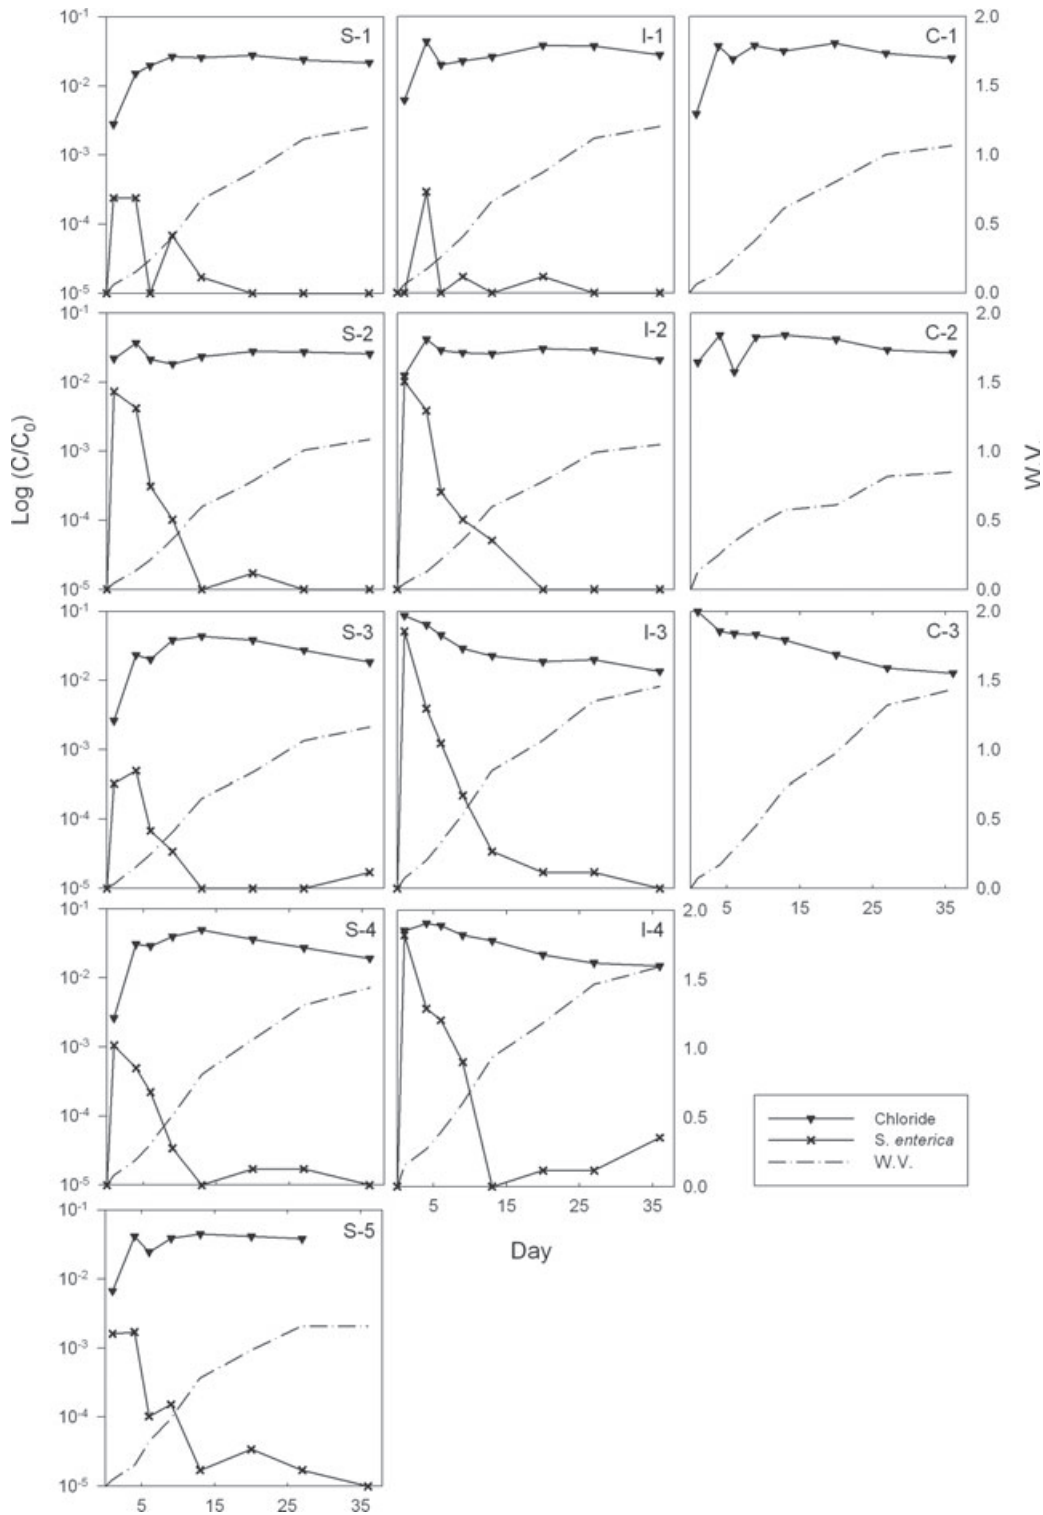 10-1 S-1 I-1 C-1 2.0
10-2 1.5
10-3 1.0
10-4 0.5
10-5 10-5 0.0
10-1 S-2 I-2 C-2 2.0
10-2 1.5
10-3 1.0
10-4 0.5
10-5 0.0
Log (C/C0)
W.V.
10-1 S-3 I-3 C-3 2.0
10-2 1.5
10-3 1.0
10-4 0.5
10-5 0.0
5 15 25 35
10-1 S-4 I-4 2.0
10-2 1.5
10-3 1.0
10-4 0.5
10-5 0.0
5 15 25 35
Day
Chloride
S. enterica
W.V.
10-1 S-5
10-2
10-3
10-4
10-5
5 15 25 35